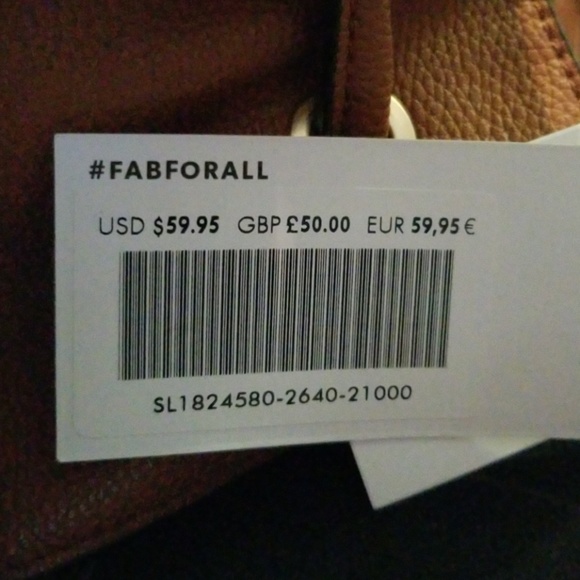 #FABFORALL
USD $59.95 GBP £50.00 EUR 59,95 €
SL1824580-2640-21000